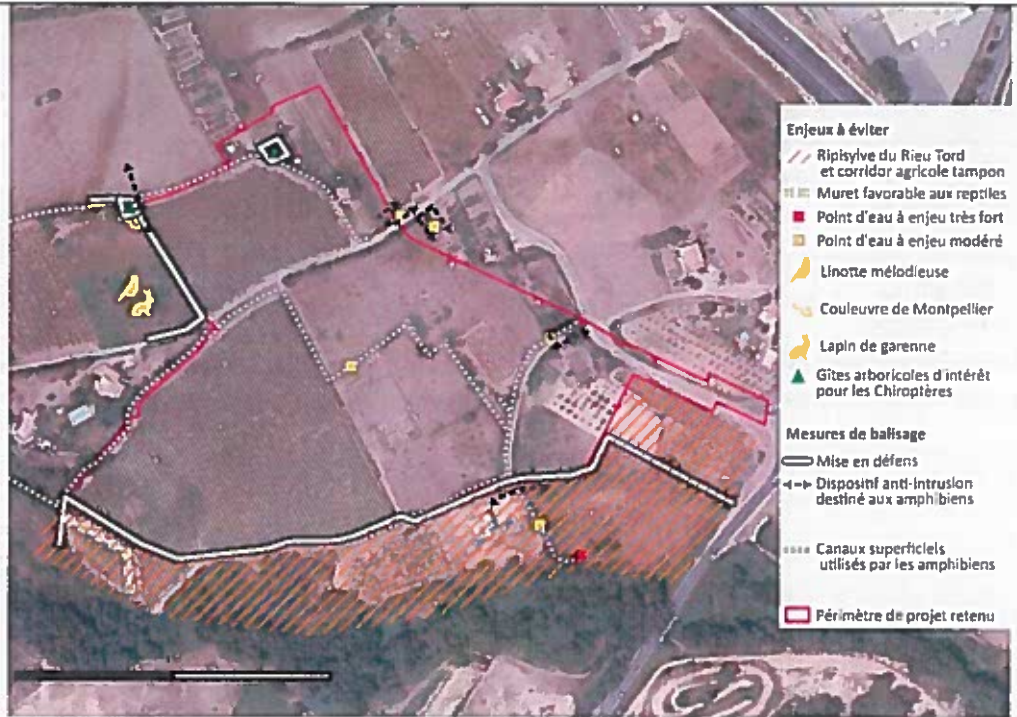 Enjeux à éviter
Ripisylve du Rieu Tord
et corridor agricole tampon
Muret favorable aux reptiles
Point d'eau à enjeu très fort
Point d'eau à enjeu modéré
Linotte mélodieuse
Couleuvre de Montpellier
Lapin de garenne
Gîtes arboricoles d'intérêt
pour les Chiroptères
Mesures de balisage
Mise en défens
Dispositif anti-intrusion
destiné aux amphibiens
Canaux superficiels
utilisés par les amphibiens
Périmètre de projet retenu